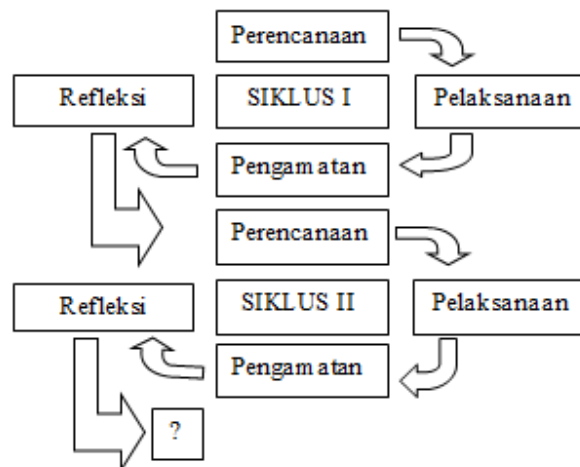 Perencanaan
Refleksi
SIKLUS I
Pelaksanaan
Pengamatan
Perencanaan
Refleksi
SIKLUS II
Pelaksanaan
Pengamatan
?